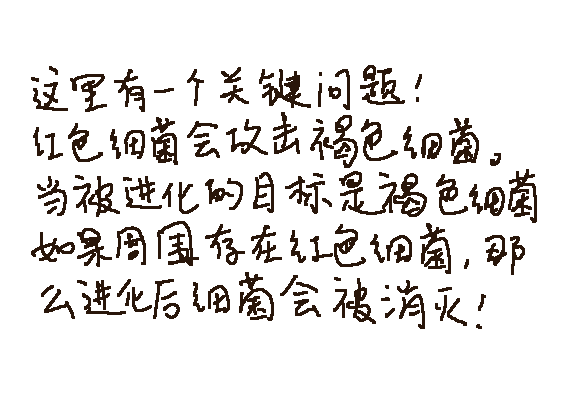 这里有一个关键问题！
红色细菌会攻击褐色细菌。
当被进化的目标是褐色细菌
如果周围存在红色细菌，那
么进化后细菌会被消灭！